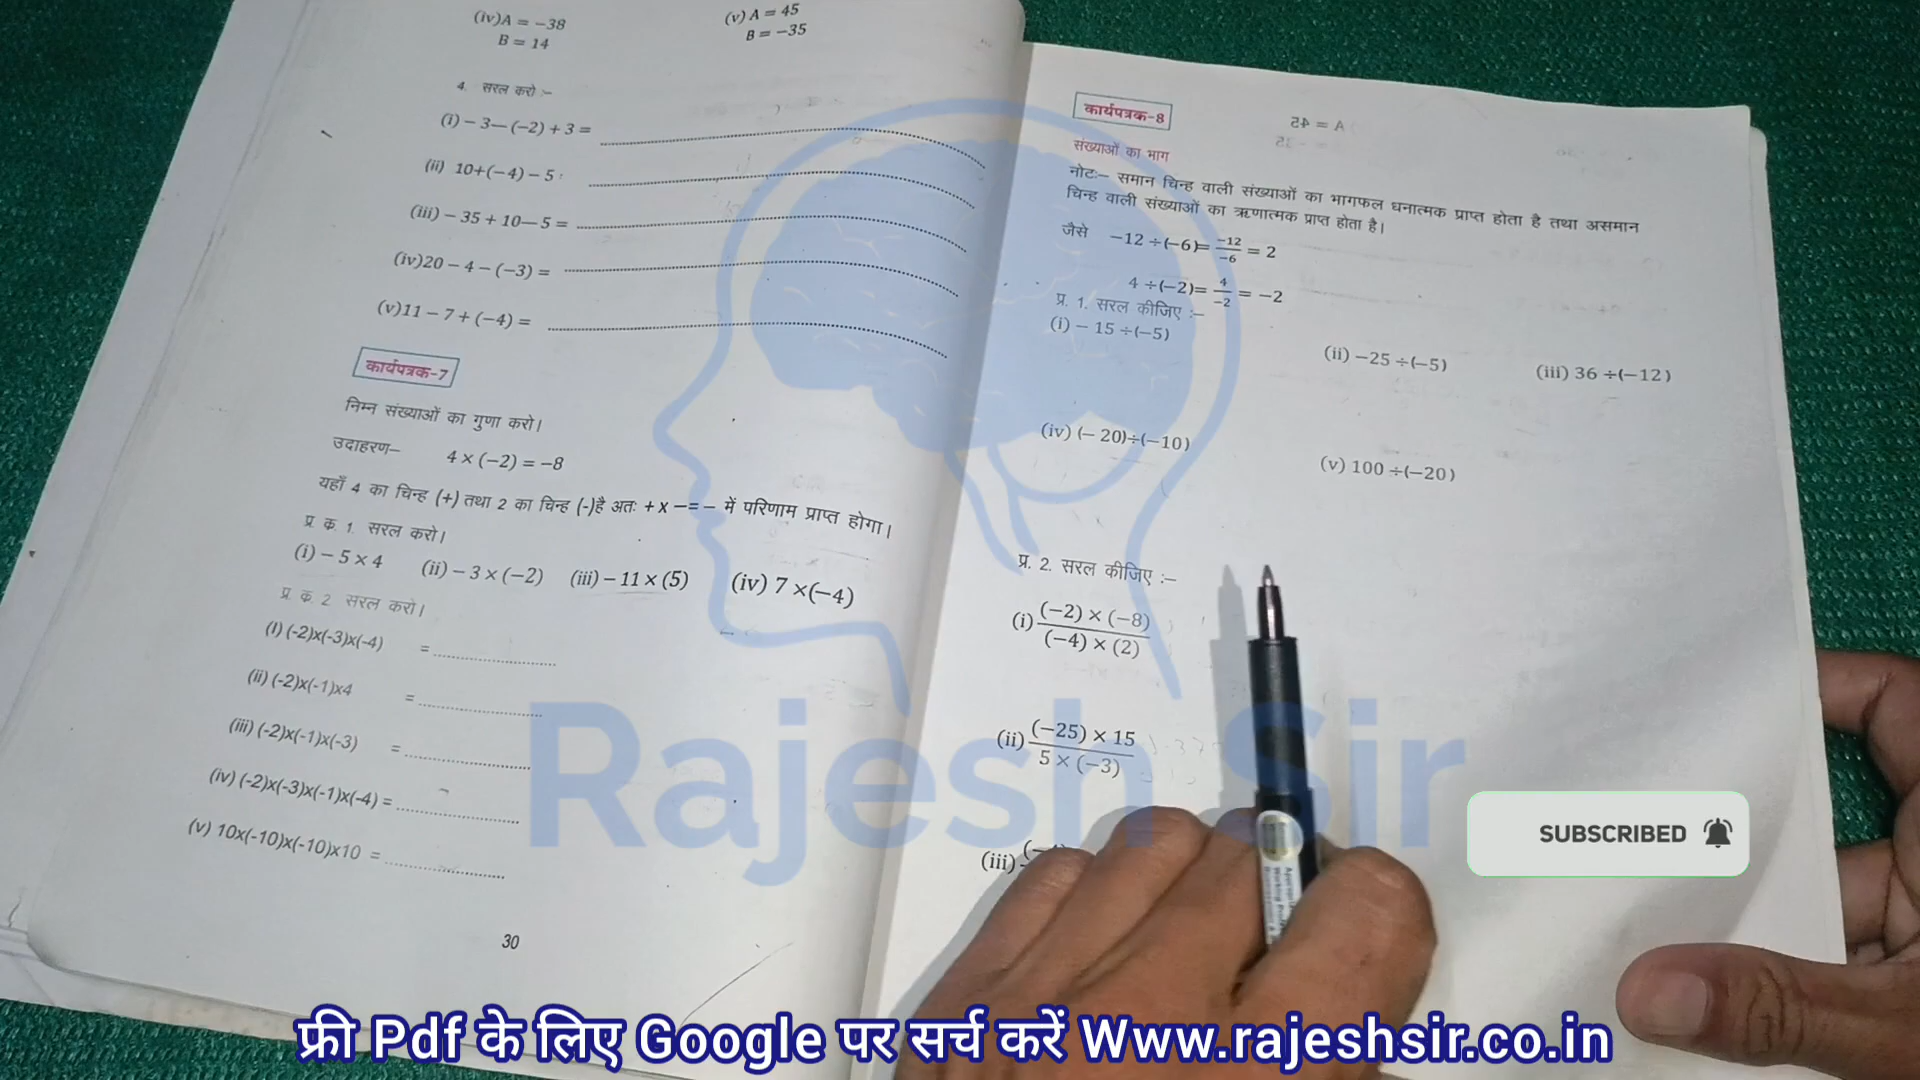 (iv)A = −38
B = 14
(v) A = 45
B = −35
4. सरल करो :−
(i) − 3— (−2) + 3 =
(ii) 10+(−4) − 5
(iii) − 35 + 10— 5 =
(iv)20 − 4 − (−3) =
(v)11 − 7 + (−4) =
कार्यपत्रक-7
निम्न संख्याओं का गुणा करो।
उदाहरण− 4 × (−2) = −8
यहाँ 4 का चिन्ह (+) तथा 2 का चिन्ह (-)है अतः + x −= − में परिणाम प्राप्त होगा।
प्र. क. 1. सरल करो।
(i) − 5 × 4 (ii) − 3 × (−2) (iii) − 11 × (5) (iv) 7 ×(−4)
प्र. क. 2 सरल करो।
(I) (-2)x(-3)x(-4) = ....................
(ii) (-2)x(-1)x4 = ....................
(iii) (-2)x(-1)x(-3) = ....................
(iv) (-2)x(-3)x(-1)x(-4) = ....................
(v) 10x(-10)x(-10)x10 = ....................
30
कार्यपत्रक-8
संख्याओं का भाग
नोटः− समान चिन्ह वाली संख्याओं का भागफल धनात्मक प्राप्त होता है तथा असमान
चिन्ह वाली संख्याओं का ऋणात्मक प्राप्त होता है।
जैसे −12 ÷(−6)= −12/−6 = 2
4 ÷(−2)= 4/−2 = −2
प्र. 1. सरल कीजिए :−
(i) − 15 ÷(−5)
(ii) −25 ÷(−5)
(iii) 36 ÷(−12)
(iv) (− 20)÷(−10)
(v) 100 ÷(−20)
प्र. 2. सरल कीजिए :−
(i) (−2) × (−8)
(−4) × (2)
(ii) (−25) × 15
5 × (−3)
(iii)
Rajesh Sir
SUBSCRIBED
फ्री Pdf के लिए Google पर सर्च करें Www.rajeshsir.co.in